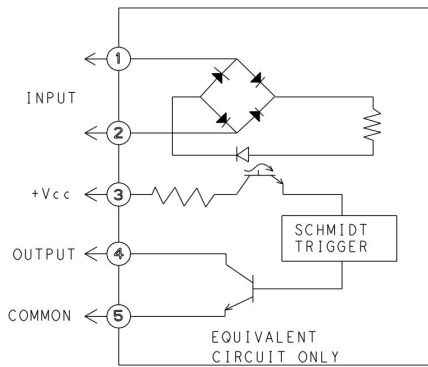 1
INPUT
2
+Vcc
3
SCHMIDT
TRIGGER
OUTPUT
4
COMMON
5
EQUIVALENT
CIRCUIT ONLY